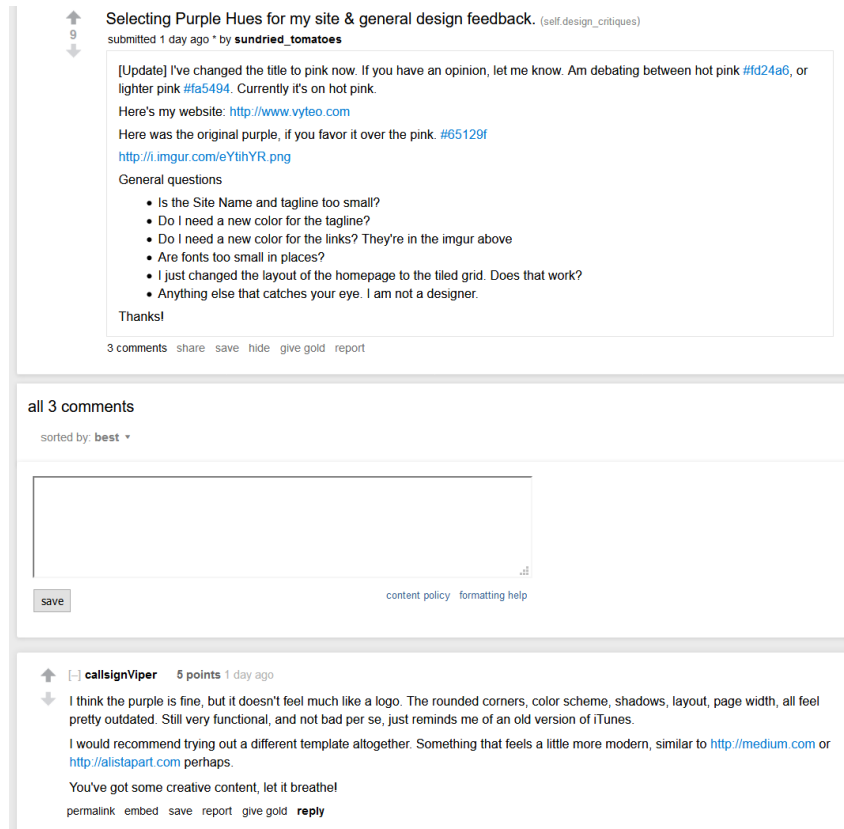 Selecting Purple Hues for my site & general design feedback. (self.design_critiques)
9
submitted 1 day ago * by sundried_tomatoes
[Update] I've changed the title to pink now. If you have an opinion, let me know. Am debating between hot pink #fd24a6, or
lighter pink #fa5494. Currently it's on hot pink.
Here's my website: http://www.vyteo.com
Here was the original purple, if you favor it over the pink. #65129f
http://i.imgur.com/eYtihYR.png
General questions
• Is the Site Name and tagline too small?
• Do I need a new color for the tagline?
• Do I need a new color for the links? They're in the imgur above
• Are fonts too small in places?
• I just changed the layout of the homepage to the tiled grid. Does that work?
• Anything else that catches your eye. I am not a designer.
Thanks!
3 comments share save hide give gold report
all 3 comments
sorted by: best ▾
save
content policy formatting help
[–] callsignViper 5 points 1 day ago
I think the purple is fine, but it doesn't feel much like a logo. The rounded corners, color scheme, shadows, layout, page width, all feel
pretty outdated. Still very functional, and not bad per se, just reminds me of an old version of iTunes.
I would recommend trying out a different template altogether. Something that feels a little more modern, similar to http://medium.com or
http://alistapart.com perhaps.
You've got some creative content, let it breathe!
permalink embed save report give gold reply